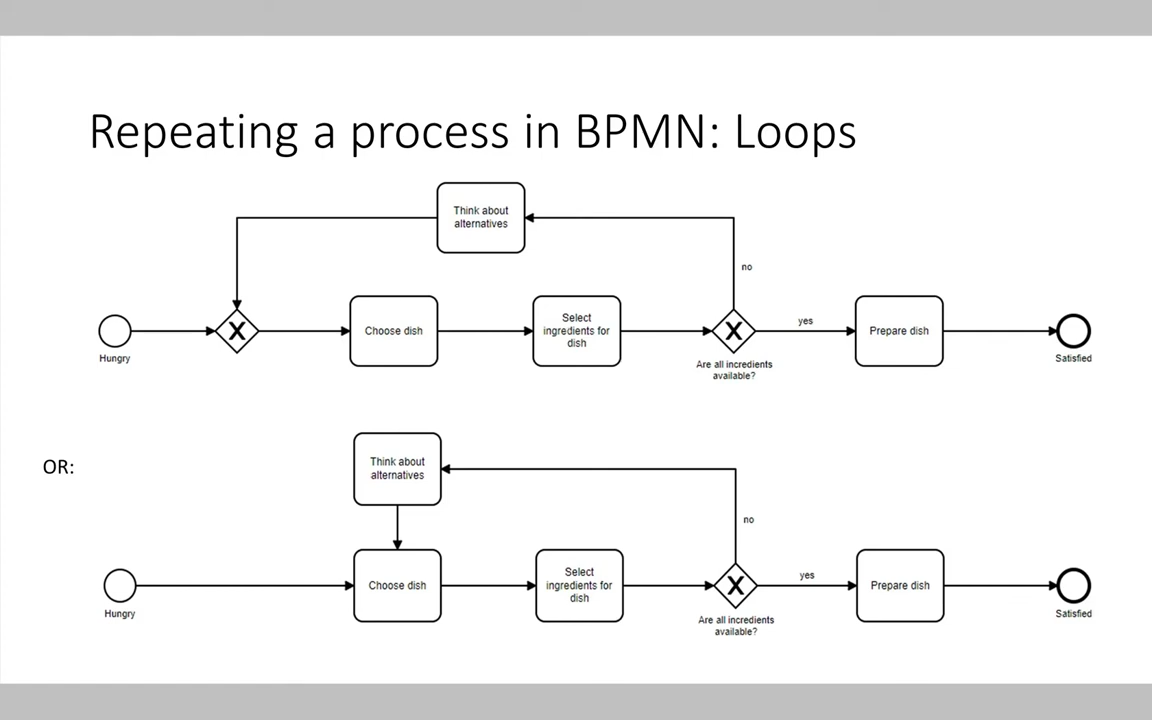 Repeating a process in BPMN: Loops
Think about
alternatives
no
Hungry
X
Choose dish
Select
ingredients for
dish
X
Are all incredients
available?
yes
Prepare dish
Satisfied
OR:
Think about
alternatives
no
Hungry
Choose dish
Select
ingredients for
dish
X
Are all incredients
available?
yes
Prepare dish
Satisfied